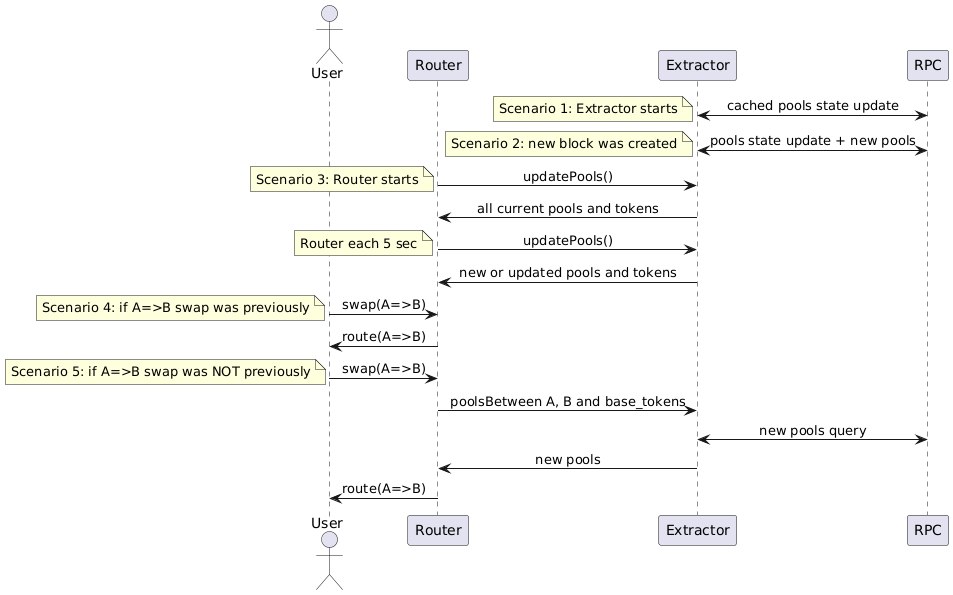 User
Router
Extractor
RPC
Scenario 1: Extractor starts
cached pools state update
Scenario 2: new block was created
pools state update + new pools
Scenario 3: Router starts
updatePools()
all current pools and tokens
Router each 5 sec
updatePools()
new or updated pools and tokens
Scenario 4: if A=>B swap was previously
swap(A=>B)
route(A=>B)
Scenario 5: if A=>B swap was NOT previously
swap(A=>B)
poolsBetween A, B and base_tokens
new pools query
new pools
route(A=>B)
User
Router
Extractor
RPC